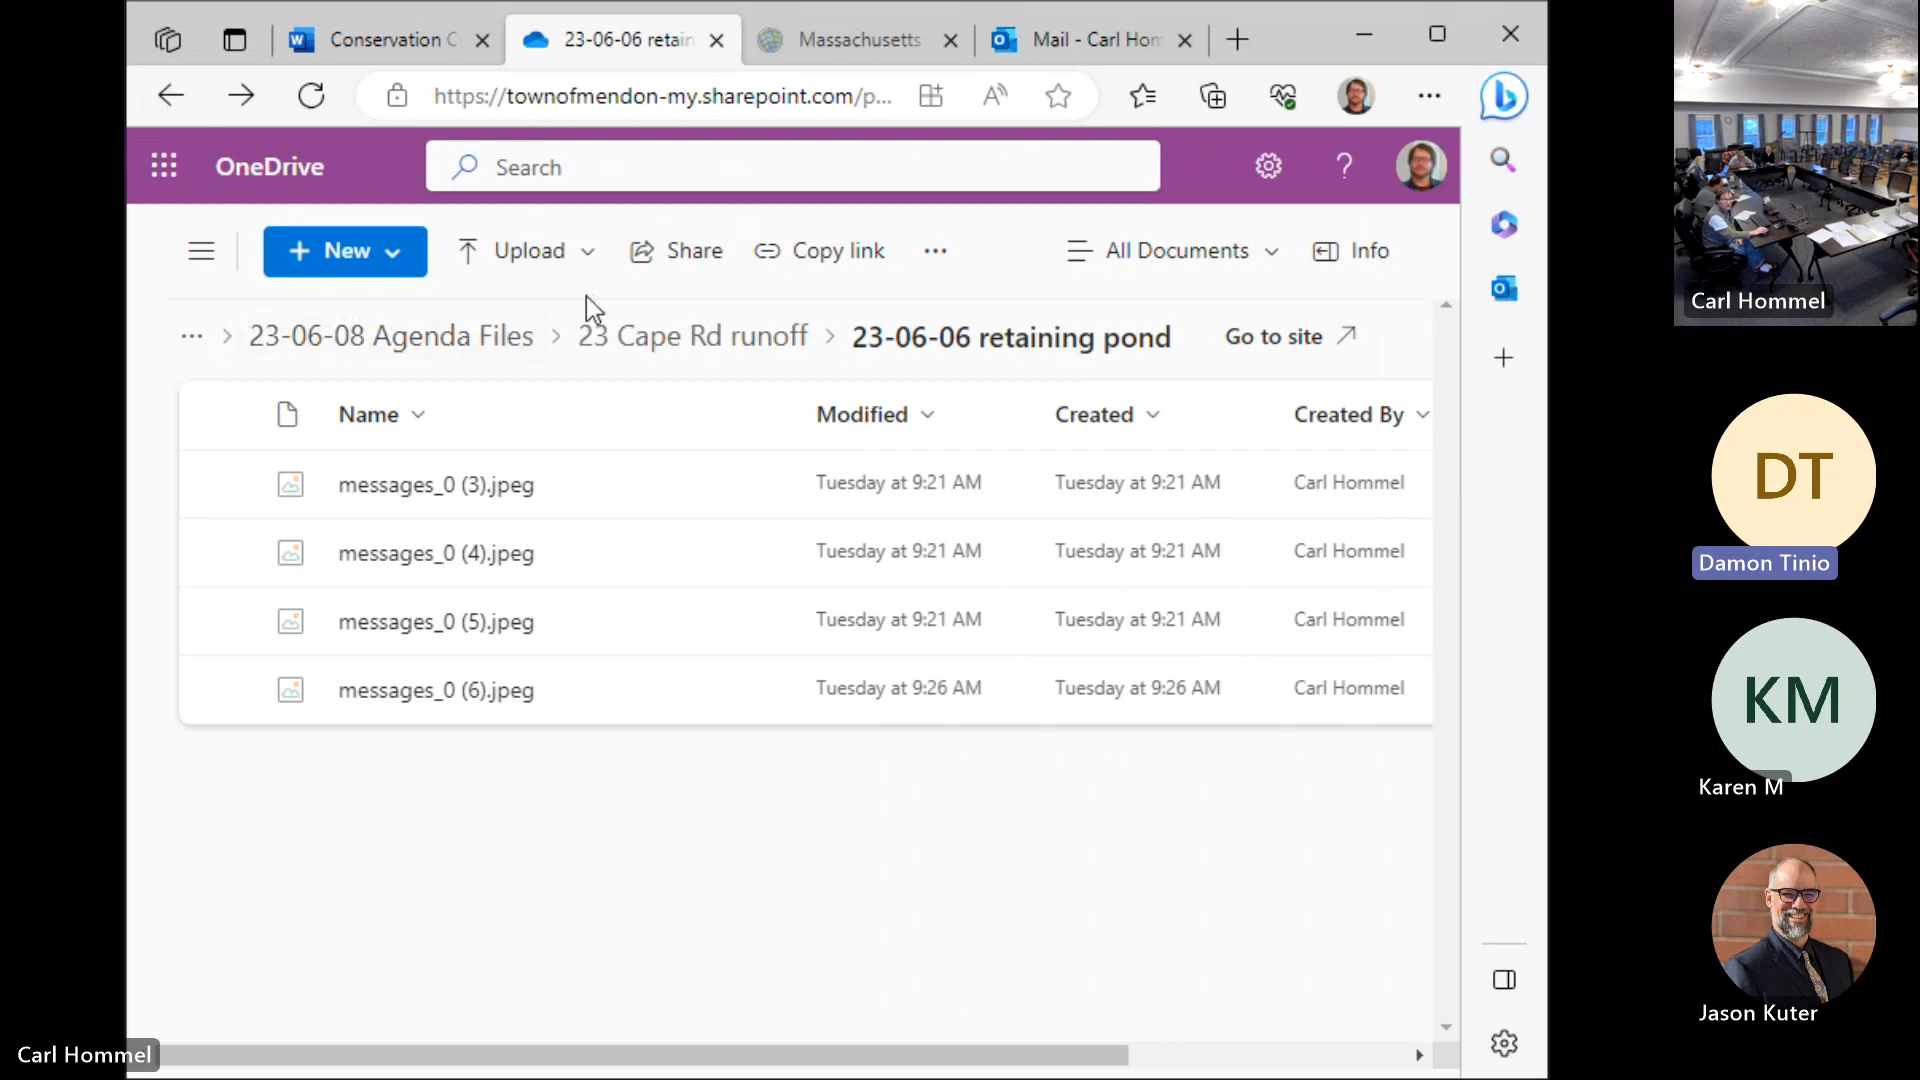 Conservation C
23-06-06 retain
Massachusetts
Mail - Carl Hom
https://townofmendon-my.sharepoint.com/p...
OneDrive
Search
New
Upload
Share
Copy link
All Documents
Info
23-06-08 Agenda Files > 23 Cape Rd runoff > 23-06-06 retaining pond
Go to site
Name
Modified
Created
Created By
messages_0 (3).jpeg
Tuesday at 9:21 AM
Tuesday at 9:21 AM
Carl Hommel
messages_0 (4).jpeg
Tuesday at 9:21 AM
Tuesday at 9:21 AM
Carl Hommel
messages_0 (5).jpeg
Tuesday at 9:21 AM
Tuesday at 9:21 AM
Carl Hommel
messages_0 (6).jpeg
Tuesday at 9:26 AM
Tuesday at 9:26 AM
Carl Hommel
Carl Hommel
Carl Hommel
DT
Damon Tinio
KM
Karen M
Jason Kuter